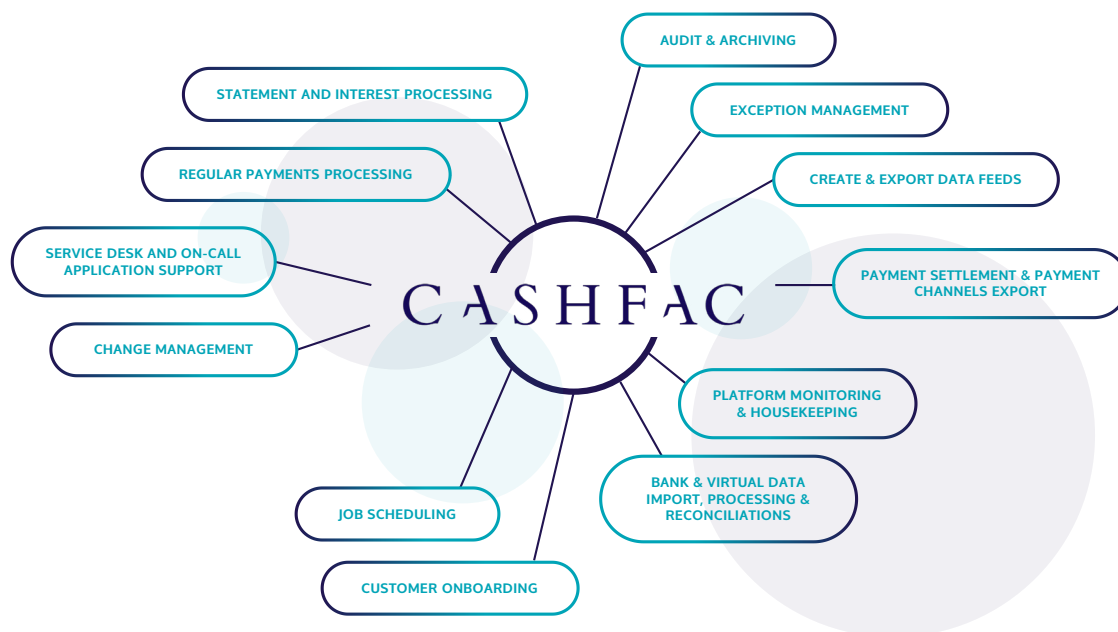 AUDIT & ARCHIVING
STATEMENT AND INTEREST PROCESSING
EXCEPTION MANAGEMENT
REGULAR PAYMENTS PROCESSING
CREATE & EXPORT DATA FEEDS
SERVICE DESK AND ON-CALL
APPLICATION SUPPORT
PAYMENT SETTLEMENT & PAYMENT
CHANNELS EXPORT
CASHFAC
CHANGE MANAGEMENT
PLATFORM MONITORING
& HOUSEKEEPING
BANK & VIRTUAL DATA
IMPORT, PROCESSING &
RECONCILIATIONS
JOB SCHEDULING
CUSTOMER ONBOARDING